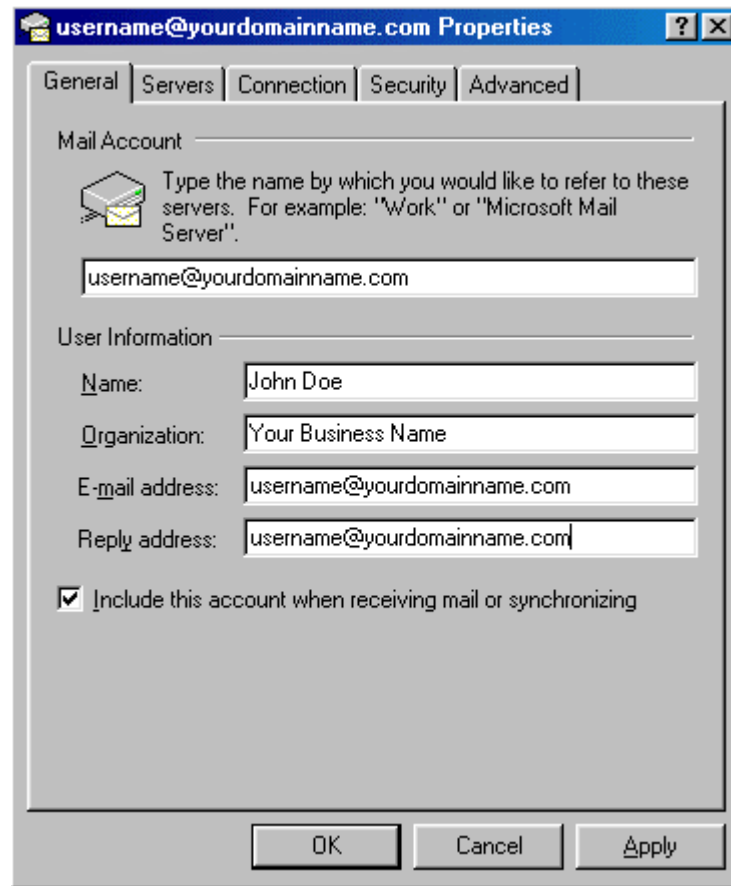 username@yourdomainname.com Properties
General Servers Connection Security Advanced
Mail Account
Type the name by which you would like to refer to these
servers. For example: "Work" or "Microsoft Mail
Server".
username@yourdomainname.com
User Information
Name: John Doe
Organization: Your Business Name
E-mail address: username@yourdomainname.com
Reply address: username@yourdomainname.com
Include this account when receiving mail or synchronizing
OK Cancel Apply